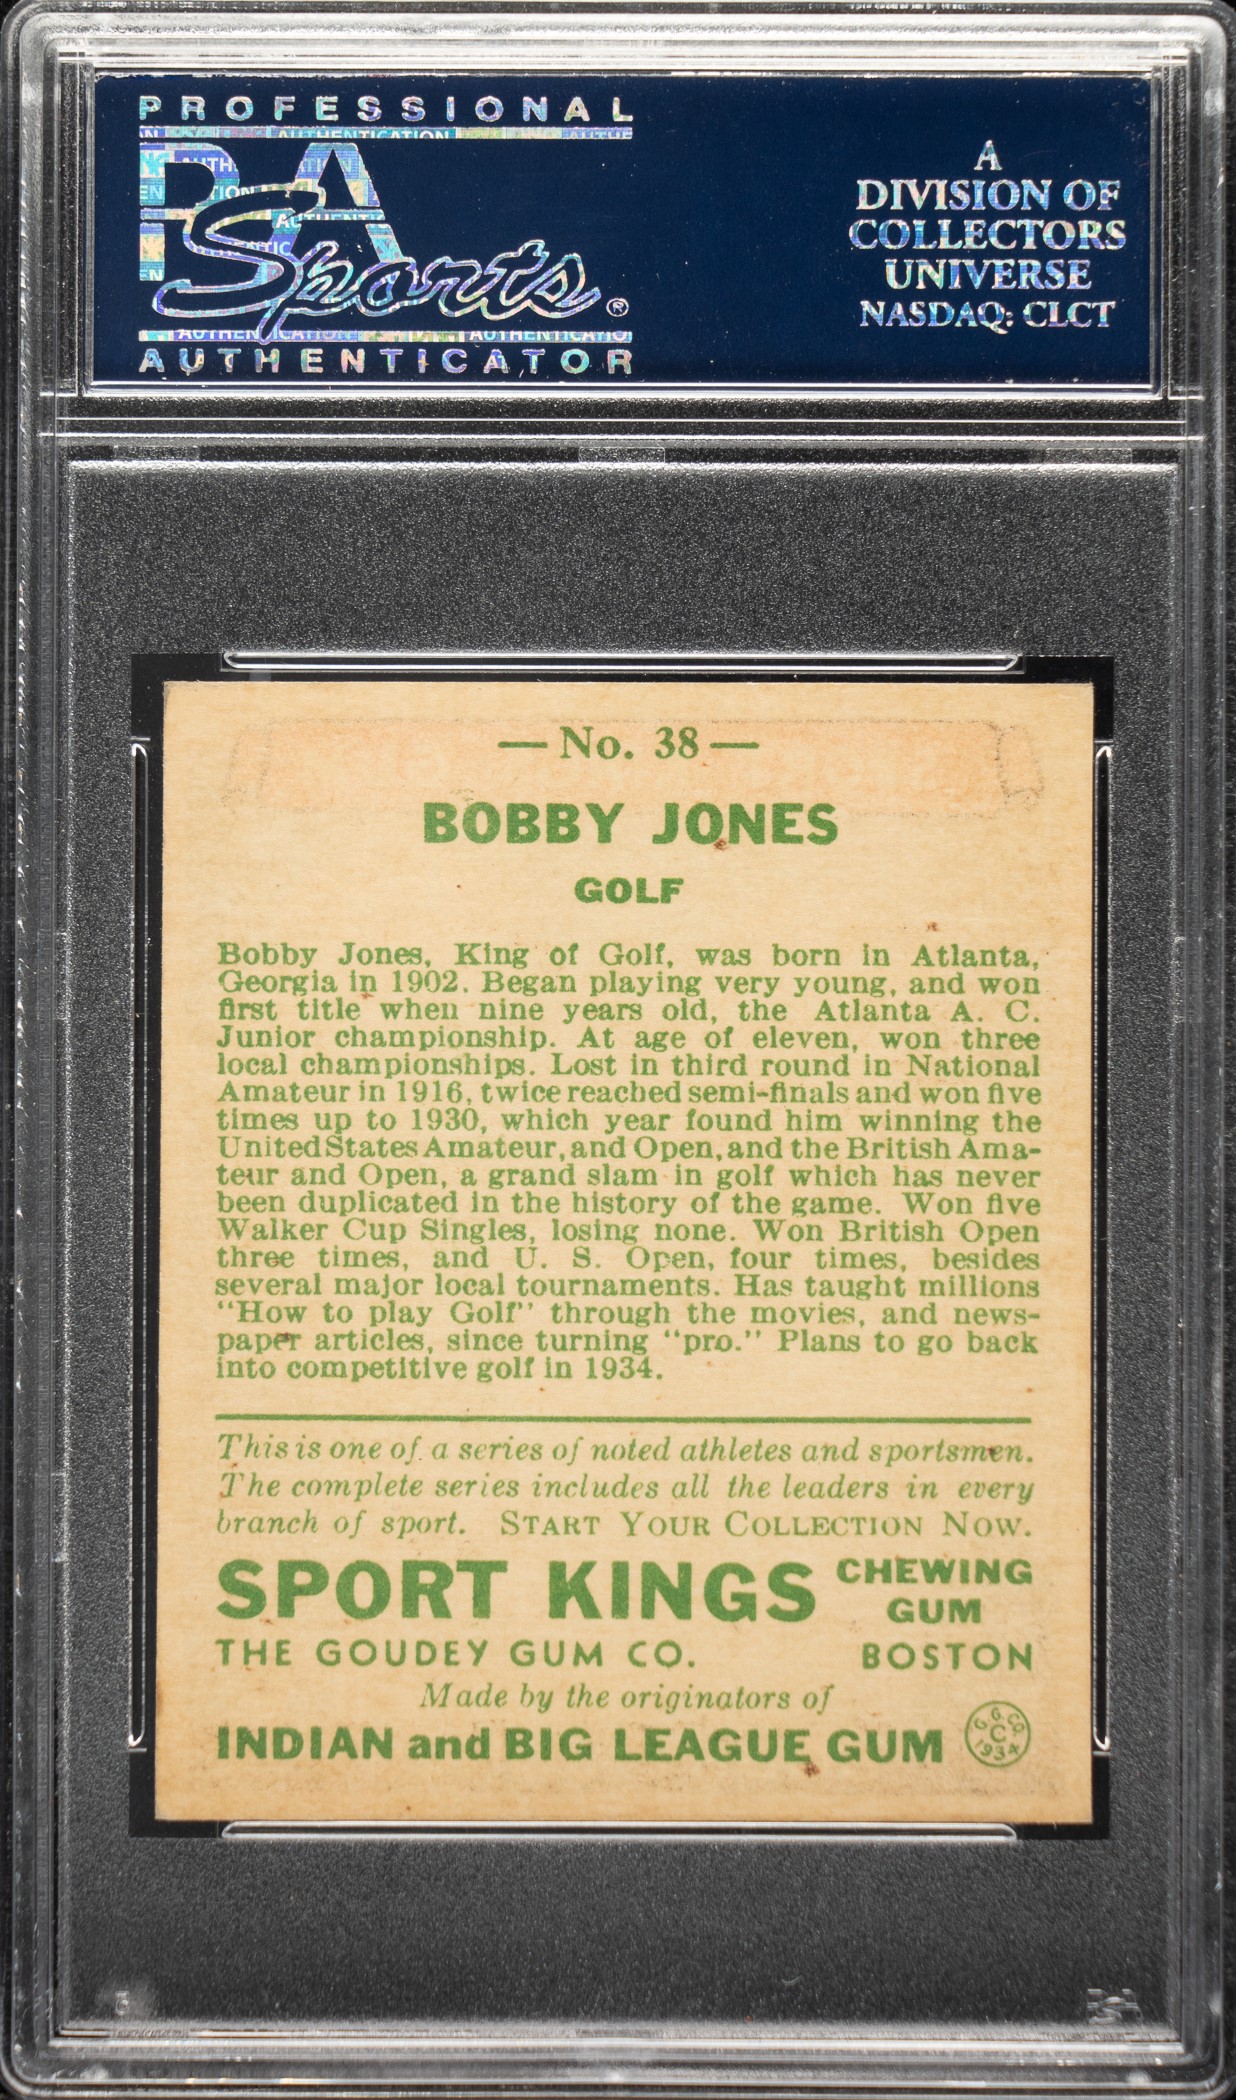 PROFESSIONAL
PSA
Sports®
AUTHENTICATOR
A
DIVISION OF
COLLECTORS
UNIVERSE
NASDAQ: CLCT
— No. 38 —
BOBBY JONES
GOLF
Bobby Jones, King of Golf, was born in Atlanta,
Georgia in 1902. Began playing very young, and won
first title when nine years old, the Atlanta A. C.
Junior championship. At age of eleven, won three
local championships. Lost in third round in National
Amateur in 1916, twice reached semi-finals and won five
times up to 1930, which year found him winning the
United States Amateur, and Open, and the British Ama-
teur and Open, a grand slam in golf which has never
been duplicated in the history of the game. Won five
Walker Cup Singles, losing none. Won British Open
three times, and U. S. Open, four times, besides
several major local tournaments. Has taught millions
"How to play Golf" through the movies, and news-
paper articles, since turning "pro." Plans to go back
into competitive golf in 1934.
This is one of a series of noted athletes and sportsmen.
The complete series includes all the leaders in every
branch of sport. START YOUR COLLECTION NOW.
SPORT KINGS CHEWING GUM
THE GOUDEY GUM CO. BOSTON
Made by the originators of
INDIAN and BIG LEAGUE GUM
G. G. CO.
C
1934